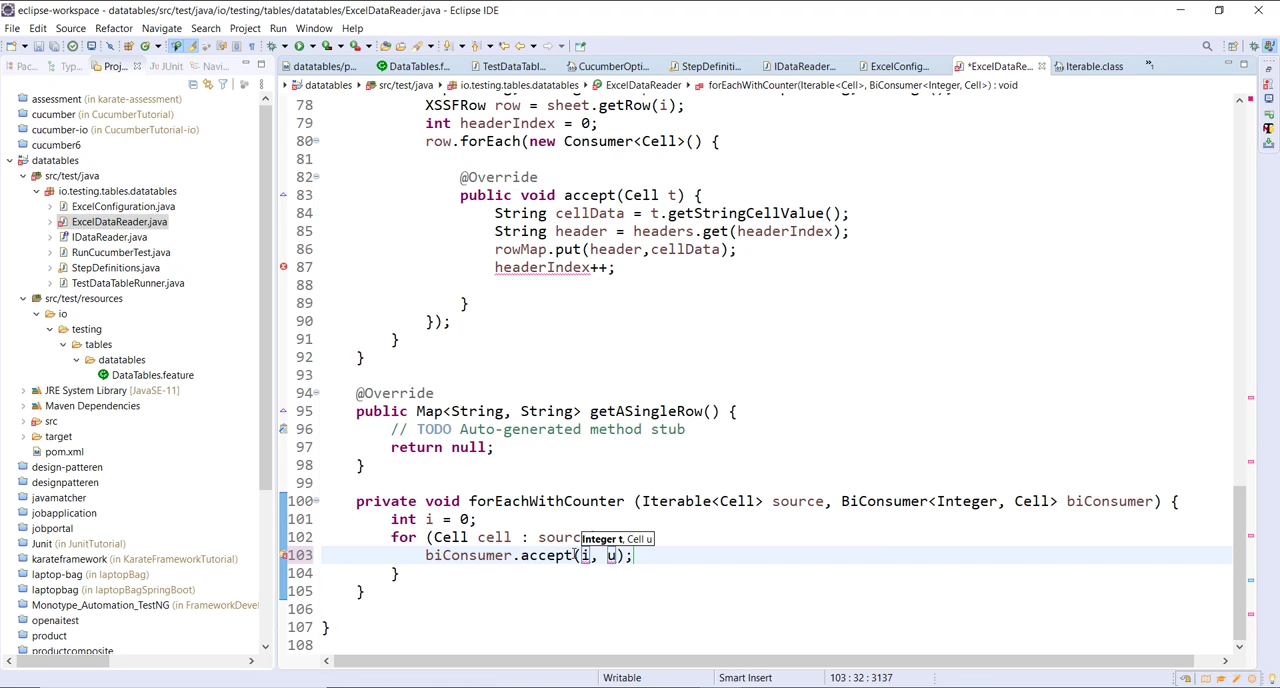 eclipse-workspace - datatables/src/test/java/io/testing/tables/datatables/ExcelDataReader.java - Eclipse IDE
File Edit Source Refactor Navigate Search Project Run Window Help
Pac... Typ... Proj... JUnit Navi...
datatables/p... DataTables.f... TestDataTabl... CucumberOpti... StepDefiniti... IDataReader... ExcelConfig... *ExcelDataRe... Iterable.class
datatables src/test/java io.testing.tables.datatables ExcelDataReader forEachWithCounter(Iterable<Cell>, BiConsumer<Integer, Cell>) : void
assessment (in karate-assessment)
cucumber (in CucumberTutorial)
cucumber-io (in CucumberTutorial-io)
cucumber6
datatables
src/test/java
io.testing.tables.datatables
ExcelConfiguration.java
ExcelDataReader.java
IDataReader.java
RunCucumberTest.java
StepDefinitions.java
TestDataTableRunner.java
src/test/resources
io
testing
tables
datatables
DataTables.feature
JRE System Library [JavaSE-11]
Maven Dependencies
src
target
pom.xml
design-patteren
designpatteren
javamatcher
jobapplication
jobportal
Junit (in JunitTutorial)
karateframework (in KarateFrameworkTutorial)
laptop-bag (in laptopBag)
laptopbag (in laptopBagSpringBoot)
Monotype_Automation_TestNG (in FrameworkDevel
openaitest
product
productcomposite
78 XSSFRow row = sheet.getRow(i);
79 int headerIndex = 0;
80 row.forEach(new Consumer<Cell>() {
81
82 @Override
83 public void accept(Cell t) {
84 String cellData = t.getStringCellValue();
85 String header = headers.get(headerIndex);
86 rowMap.put(header,cellData);
87 headerIndex++;
88
89 }
90 });
91 }
92 }
93
94 @Override
95 public Map<String, String> getASingleRow() {
96 // TODO Auto-generated method stub
97 return null;
98 }
99
100 private void forEachWithCounter (Iterable<Cell> source, BiConsumer<Integer, Cell> biConsumer) {
101 int i = 0;
102 for (Cell cell : sourc
Integer t, Cell u
103 biConsumer.accept(i, u);
104 }
105 }
106
107 }
108
Writable Smart Insert 103 : 32 : 3137